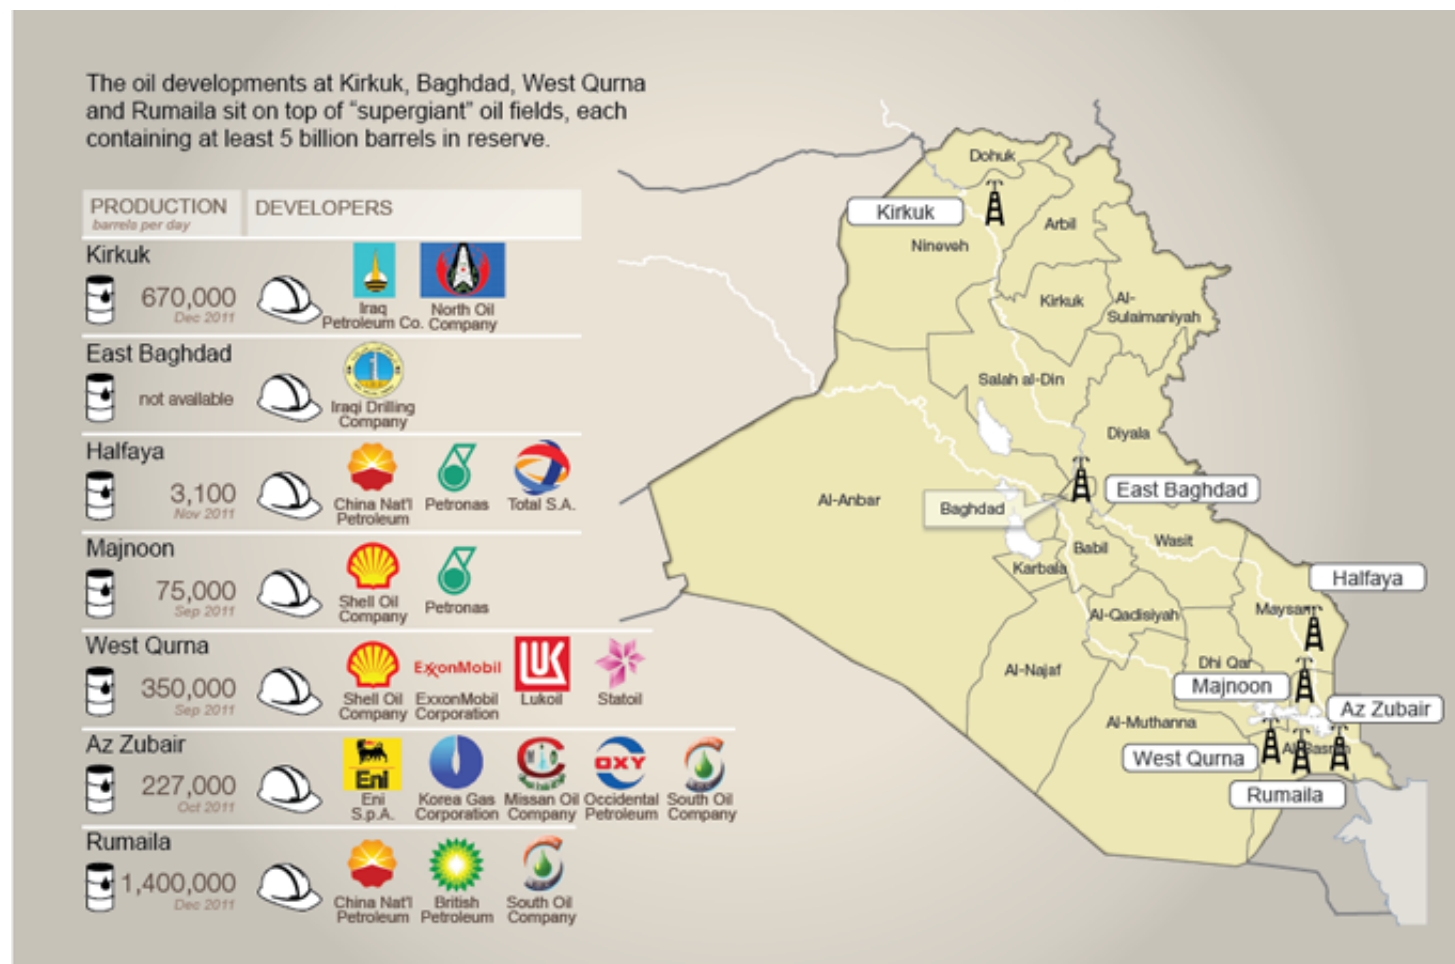 The oil developments at Kirkuk, Baghdad, West Qurna
and Rumaila sit on top of “supergiant” oil fields, each
containing at least 5 billion barrels in reserve.
PRODUCTION
barrels per day
DEVELOPERS
Kirkuk
670,000
Dec 2011
Iraq
Petroleum Co.
North Oil
Company
East Baghdad
not available
Iraqi Drilling
Company
Halfaya
3,100
Nov 2011
China Nat'l
Petroleum
Petronas
Total S.A.
Majnoon
75,000
Sep 2011
Shell Oil
Company
Petronas
West Qurna
350,000
Sep 2011
Shell Oil
Company
ExxonMobil
ExxonMobil
Corporation
LUK
Lukoil
Statoil
Az Zubair
227,000
Oct 2011
Eni
Eni
S.p.A.
Korea Gas
Corporation
Missan Oil
Company
OXY
Occidental
Petroleum
South Oil
Company
Rumaila
1,400,000
Dec 2011
China Nat'l
Petroleum
British
Petroleum
South Oil
Company
Dohuk
Kirkuk
Arbil
Nineveh
Kirkuk
Al-
Sulaimaniyah
Salah al-Din
Diyala
East Baghdad
Al-Anbar
Baghdad
Wasit
Babil
Karbala
Halfaya
Maysan
Al-Qadisiyah
Dhi Qar
Al-Najaf
Majnoon
Az Zubair
Al-Muthanna
West Qurna
Rumaila